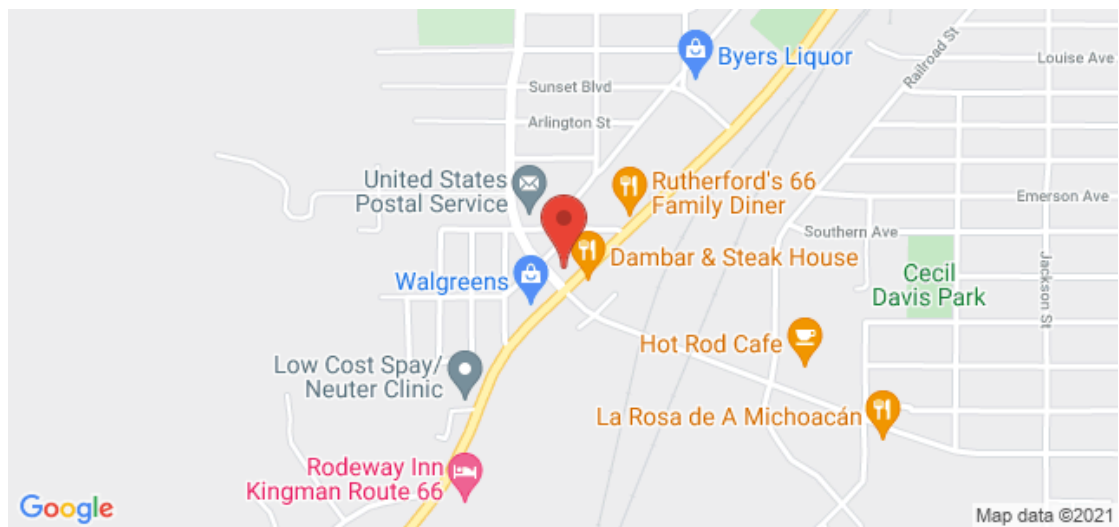 Railroad St
Louise Ave
Byers Liquor
Sunset Blvd
Arlington St
United States
Postal Service
Rutherford's 66
Family Diner
Emerson Ave
Southern Ave
Dambar & Steak House
Walgreens
Cecil
Davis Park
Jackson St
Hot Rod Cafe
Low Cost Spay/
Neuter Clinic
La Rosa de A Michoacán
Rodeway Inn
Kingman Route 66
Google
Map data ©2021